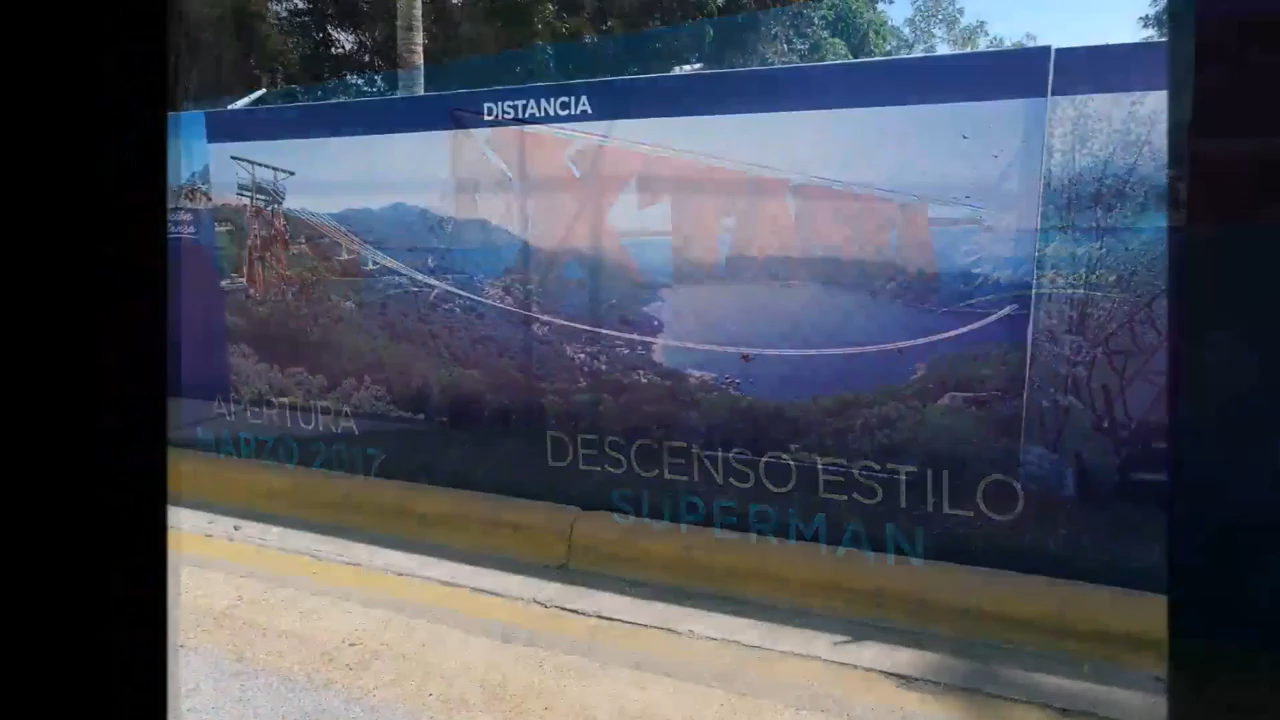 DISTANCIA
APERTURA
MARZO 2017
DESCENSO ESTILO
SUPERMAN